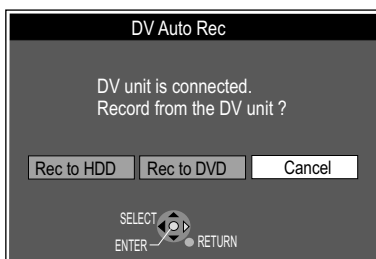 DV Auto Rec
DV unit is connected.
Record from the DV unit ?
Rec to HDD Rec to DVD Cancel
SELECT
ENTER RETURN